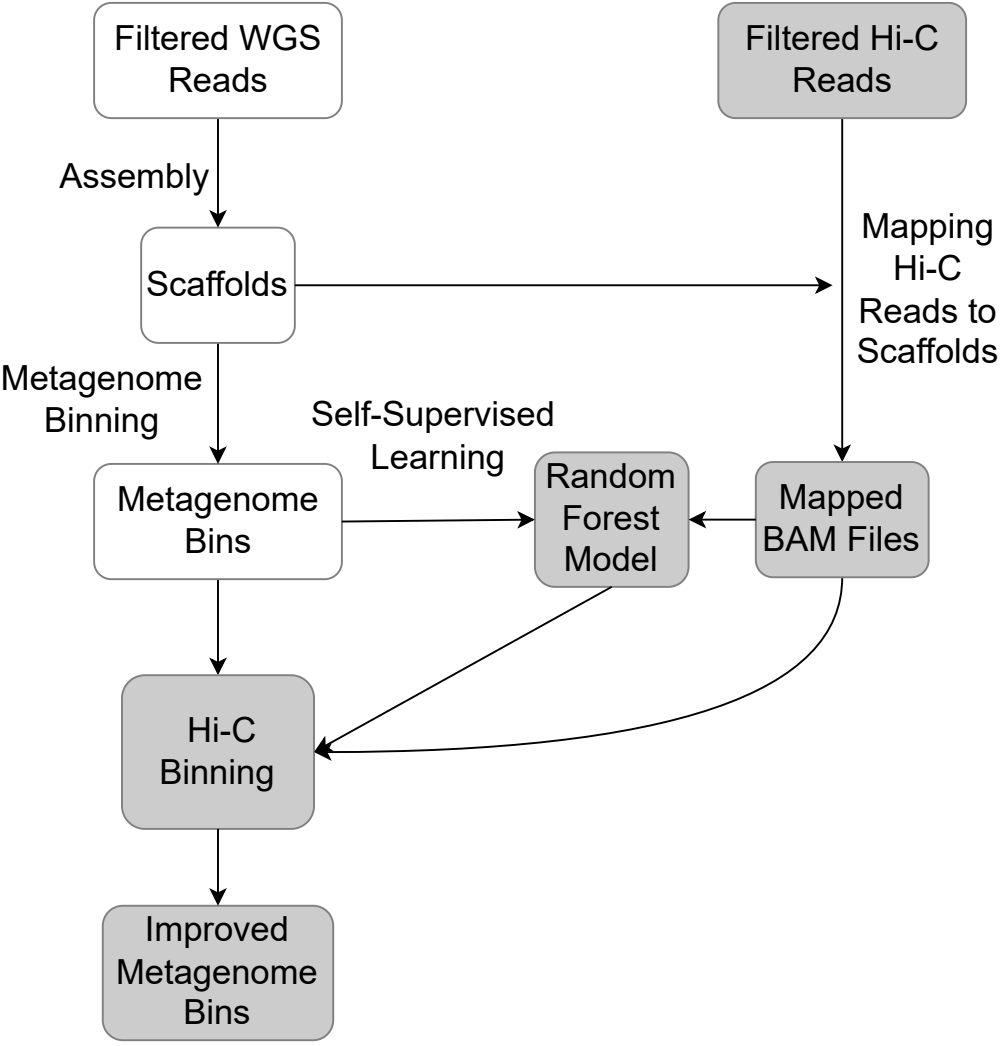 Filtered WGS
Reads
Filtered Hi-C
Reads
Assembly
Mapping
Hi-C
Reads to
Scaffolds
Scaffolds
Metagenome
Binning
Self-Supervised
Learning
Metagenome
Bins
Random
Forest
Model
Mapped
BAM Files
Hi-C
Binning
Improved
Metagenome
Bins